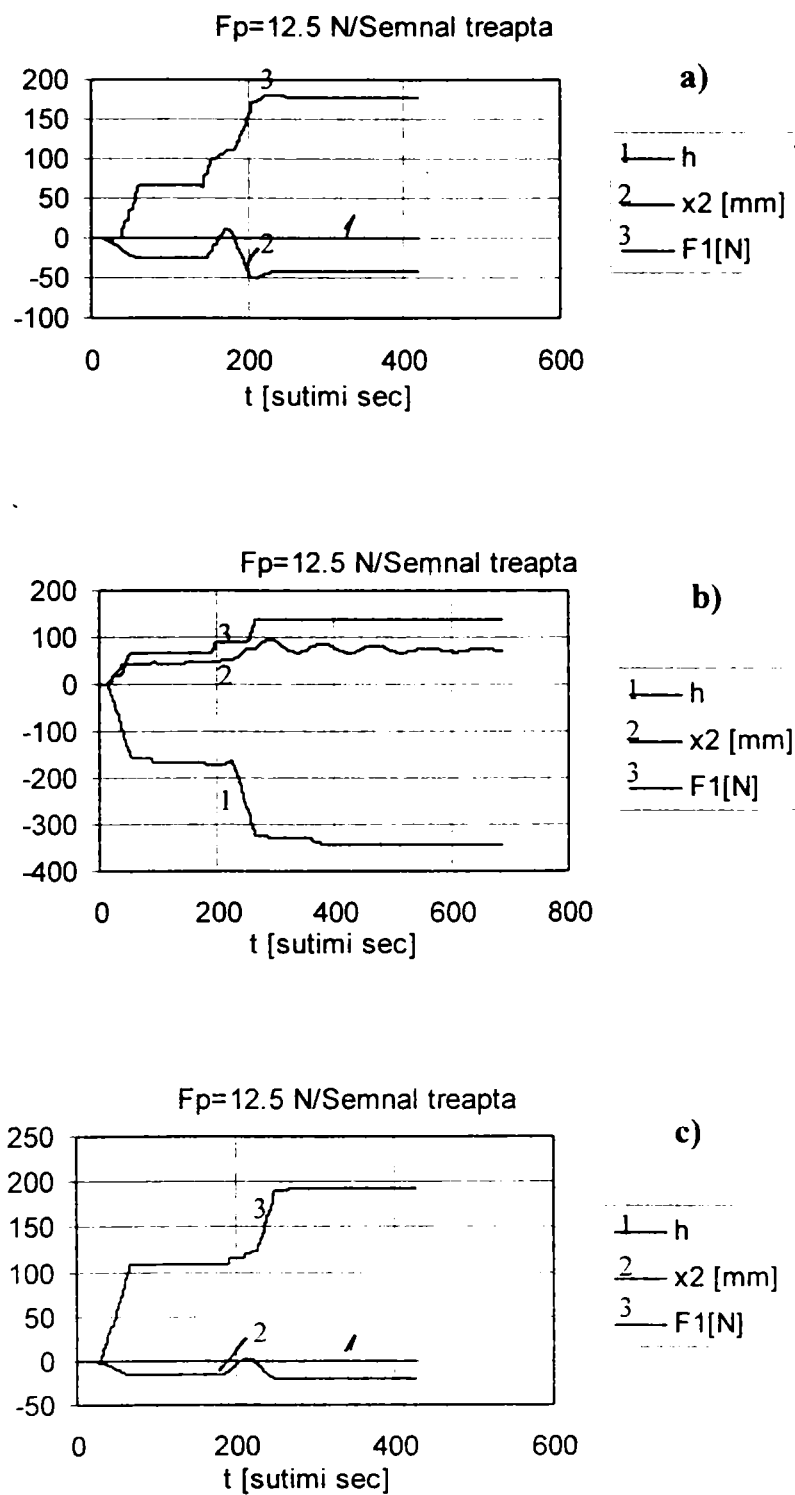 Fp=12.5 N/Semnal treapta
a)
200
150
100
50
0
-50
-100
3
1
2
0 200 400 600
t [sutimi sec]
1 h
2 x2 [mm]
3 F1[N]
Fp=12.5 N/Semnal treapta
b)
200
100
0
-100
-200
-300
-400
3
2
1
0 200 400 600 800
t [sutimi sec]
1 h
2 x2 [mm]
3 F1[N]
Fp=12.5 N/Semnal treapta
c)
250
200
150
100
50
0
-50
3
2
1
0 200 400 600
t [sutimi sec]
1 h
2 x2 [mm]
3 F1[N]